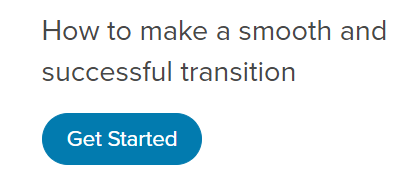 How to make a smooth and
successful transition
Get Started